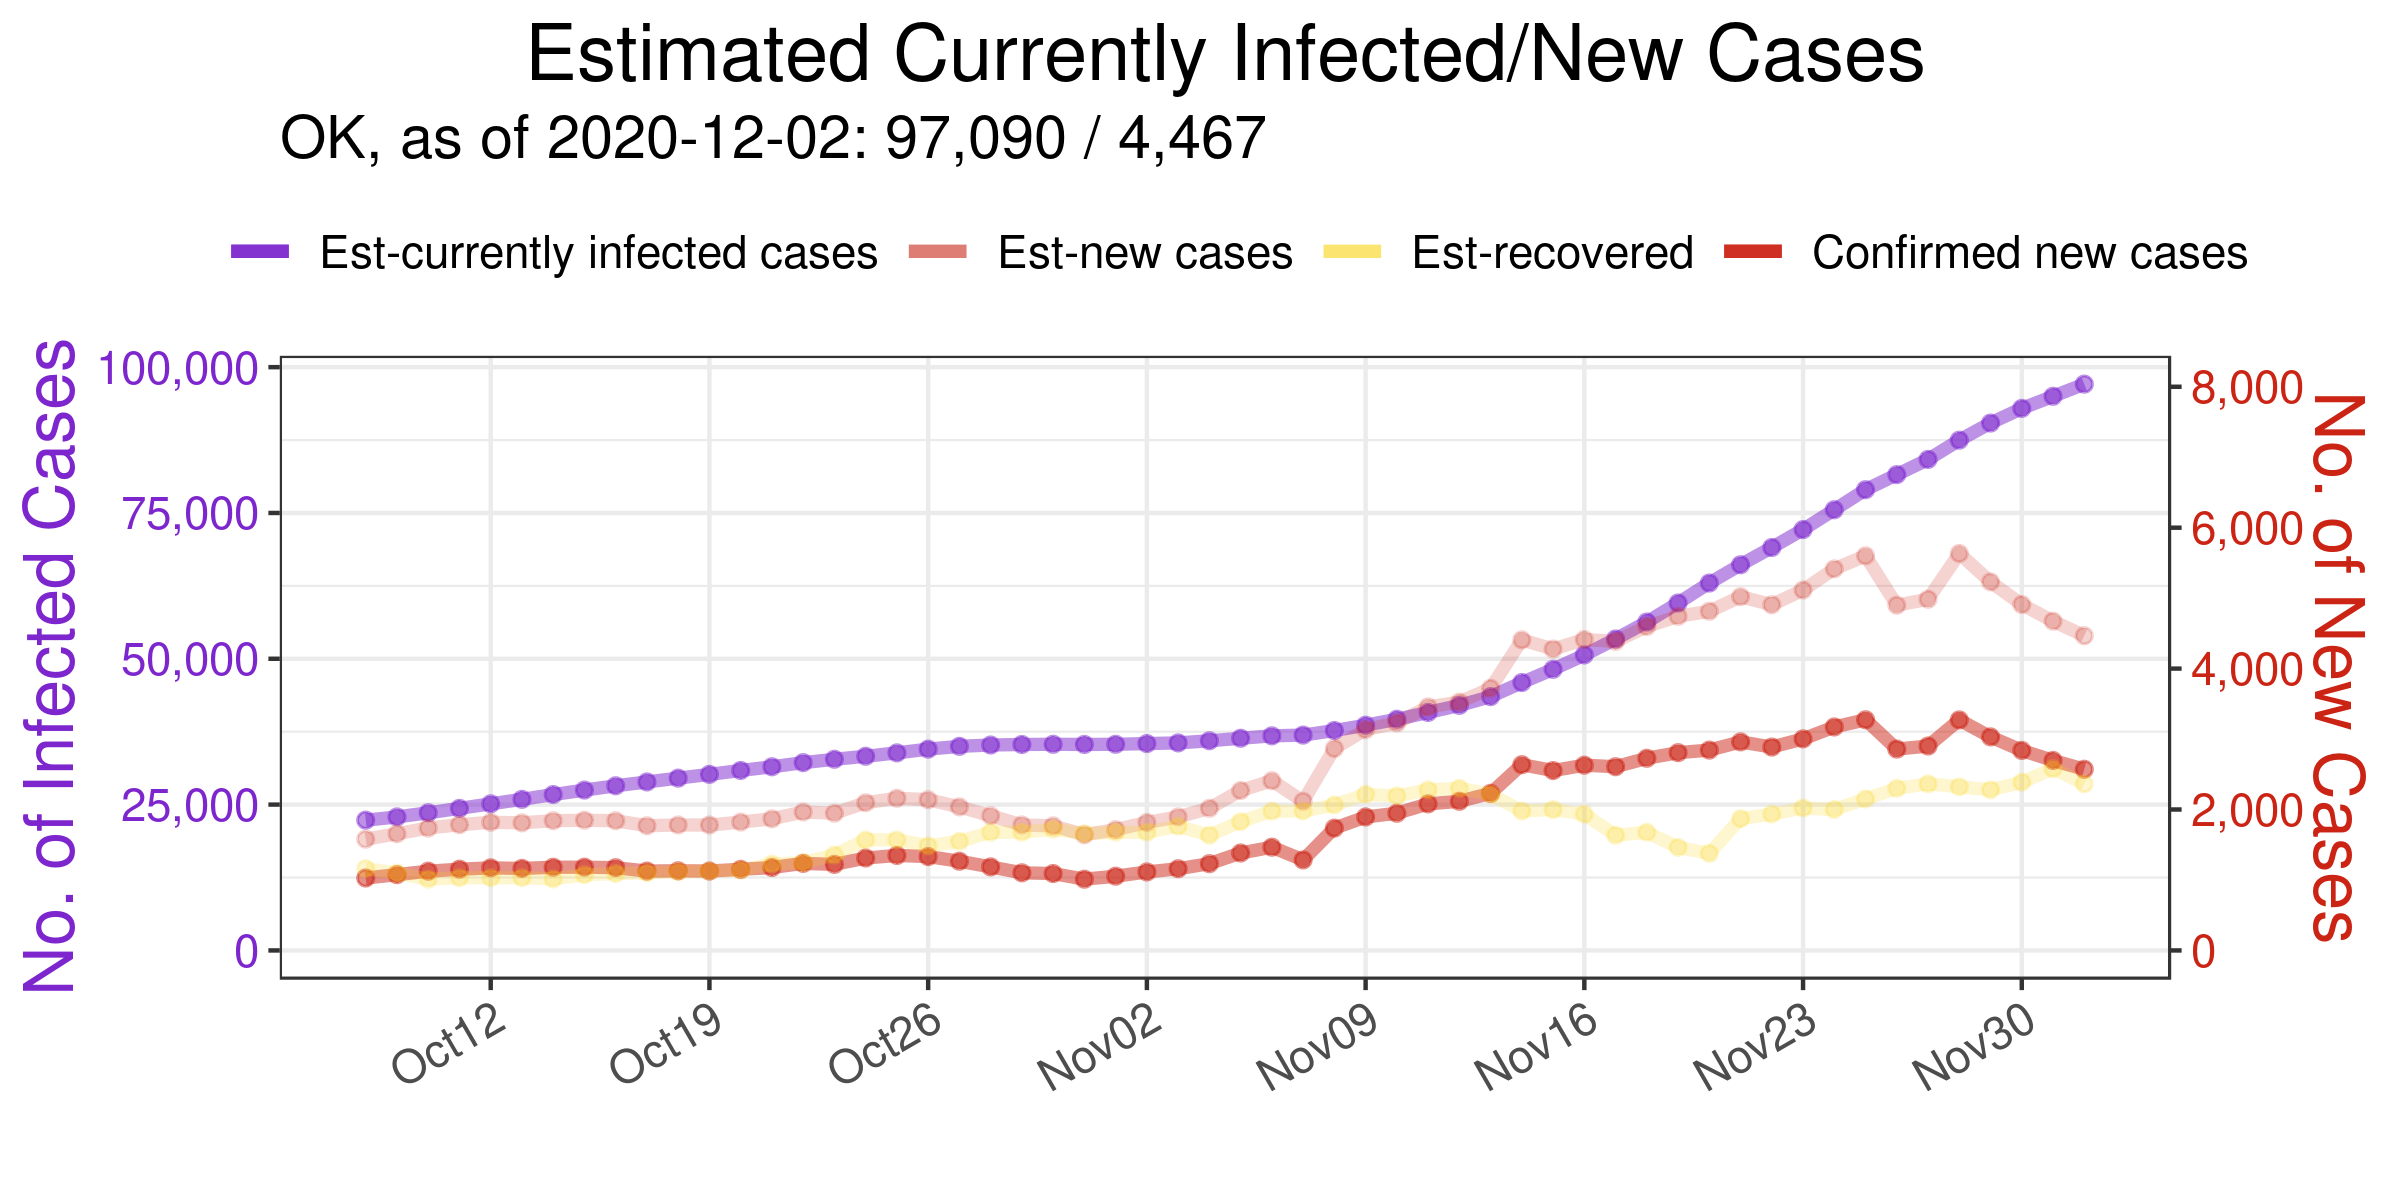 Estimated Currently Infected/New Cases
OK, as of 2020-12-02: 97,090 / 4,467
Est-currently infected cases Est-new cases Est-recovered Confirmed new cases
No. of Infected Cases
100,000
75,000
50,000
25,000
0
8,000
6,000
4,000
2,000
0
No. of New Cases
Oct12 Oct19 Oct26 Nov02 Nov09 Nov16 Nov23 Nov30